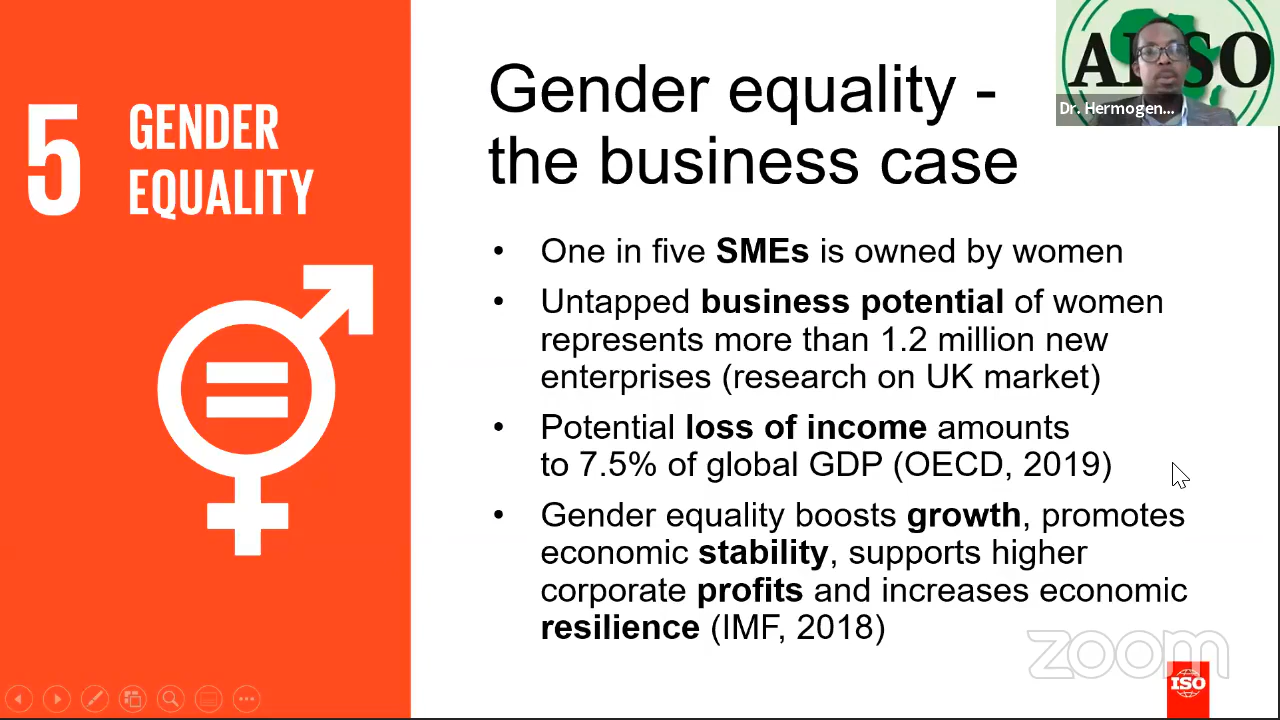 5 GENDER
EQUALITY
Gender equality -
the business case
• One in five SMEs is owned by women
• Untapped business potential of women
represents more than 1.2 million new
enterprises (research on UK market)
• Potential loss of income amounts
to 7.5% of global GDP (OECD, 2019)
• Gender equality boosts growth, promotes
economic stability, supports higher
corporate profits and increases economic
resilience (IMF, 2018)
Dr. Hermogen...
zoom
ISO